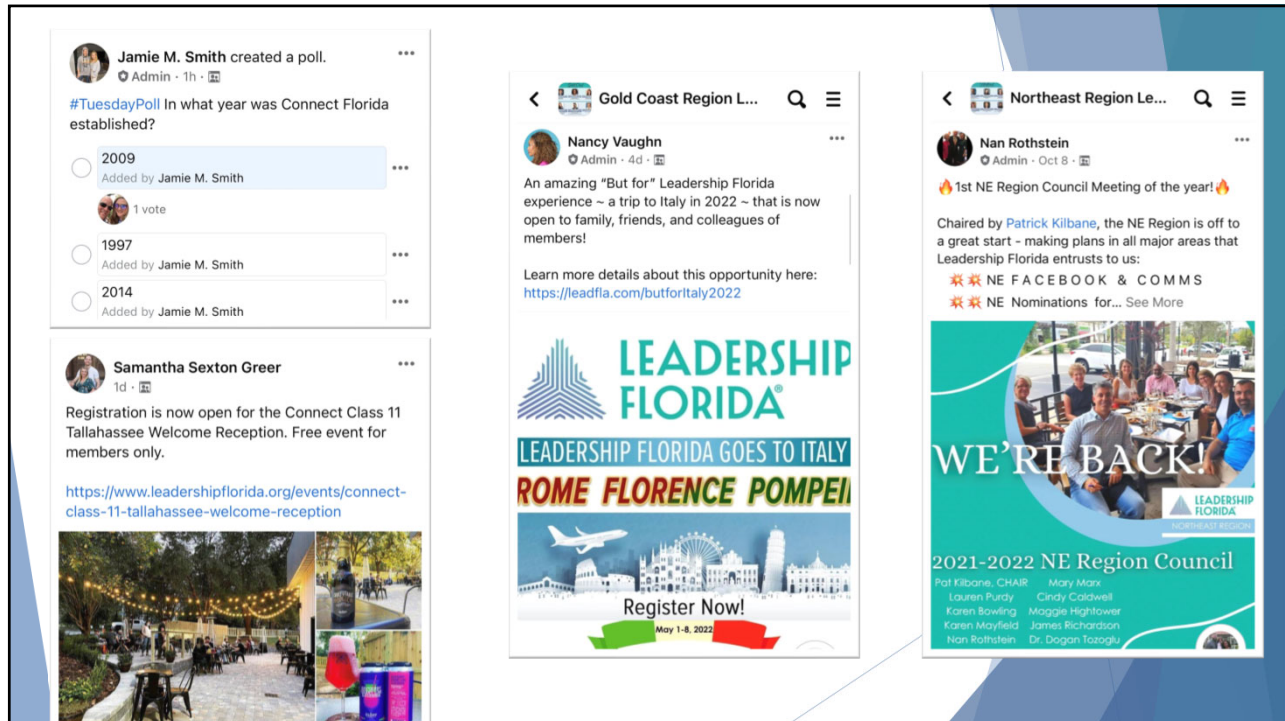 Jamie M. Smith created a poll.
Admin · 1h ·
#TuesdayPoll In what year was Connect Florida
established?
2009
Added by Jamie M. Smith
1 vote
1997
Added by Jamie M. Smith
2014
Added by Jamie M. Smith
Samantha Sexton Greer
1d ·
Registration is now open for the Connect Class 11
Tallahassee Welcome Reception. Free event for
members only.
https://www.leadershipflorida.org/events/connect-
class-11-tallahassee-welcome-reception
Gold Coast Region L...
Nancy Vaughn
Admin · 4d ·
An amazing “But for” Leadership Florida
experience ~ a trip to Italy in 2022 ~ that is now
open to family, friends, and colleagues of
members!
Learn more details about this opportunity here:
https://leadfla.com/butforItaly2022
LEADERSHIP
FLORIDA®
LEADERSHIP FLORIDA GOES TO ITALY
ROME FLORENCE POMPEII
Register Now!
May 1-8, 2022
Northeast Region Le...
Nan Rothstein
Admin · Oct 8 ·
🔥1st NE Region Council Meeting of the year!🔥
Chaired by Patrick Kilbane, the NE Region is off to
a great start - making plans in all major areas that
Leadership Florida entrusts to us:
💥💥 NE F A C E B O O K & C O M M S
💥💥 NE Nominations for... See More
WE'RE BACK!
LEADERSHIP
FLORIDA
NORTHEAST REGION
2021-2022 NE Region Council
Pat Kilbane, CHAIR Mary Marx
Lauren Purdy Cindy Caldwell
Karen Bowling Maggie Hightower
Karen Mayfield James Richardson
Nan Rothstein Dr. Dogan Tozoglu